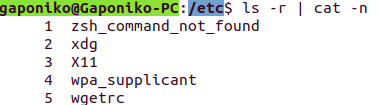 gaponiko@Gaponiko-PC:/etc$ ls -r | cat -n
1 zsh_command_not_found
2 xdg
3 X11
4 wpa_supplicant
5 wgetrc